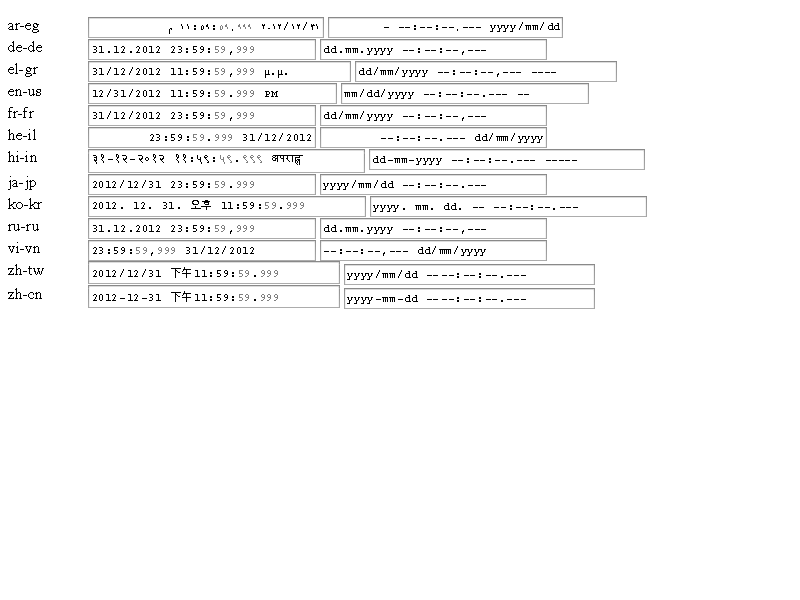 ar-eg ٢٠١٢/١٢/٣١ ١١:٥٩:٥٩.٩٩٩ م - --:--:--.--- yyyy/mm/dd
de-de 31.12.2012 23:59:59,999 dd.mm.yyyy --:--:--,---
el-gr 31/12/2012 11:59:59,999 μ.μ. dd/mm/yyyy --:--:--,--- ----
en-us 12/31/2012 11:59:59.999 PM mm/dd/yyyy --:--:--.--- --
fr-fr 31/12/2012 23:59:59,999 dd/mm/yyyy --:--:--,---
he-il 23:59:59.999 31/12/2012 --:--:--.--- dd/mm/yyyy
hi-in ३१-१२-२०१२ ११:५९:५९.९९९ अपराह्न dd-mm-yyyy --:--:--.--- -----
ja-jp 2012/12/31 23:59:59.999 yyyy/mm/dd --:--:--.---
ko-kr 2012. 12. 31. 오후 11:59:59.999 yyyy. mm. dd. -- --:--:--.---
ru-ru 31.12.2012 23:59:59,999 dd.mm.yyyy --:--:--,---
vi-vn 23:59:59,999 31/12/2012 --:--:--,--- dd/mm/yyyy
zh-tw 2012/12/31 下午11:59:59.999 yyyy/mm/dd ----:--:--.---
zh-cn 2012-12-31 下午11:59:59.999 yyyy-mm-dd ----:--:--.---